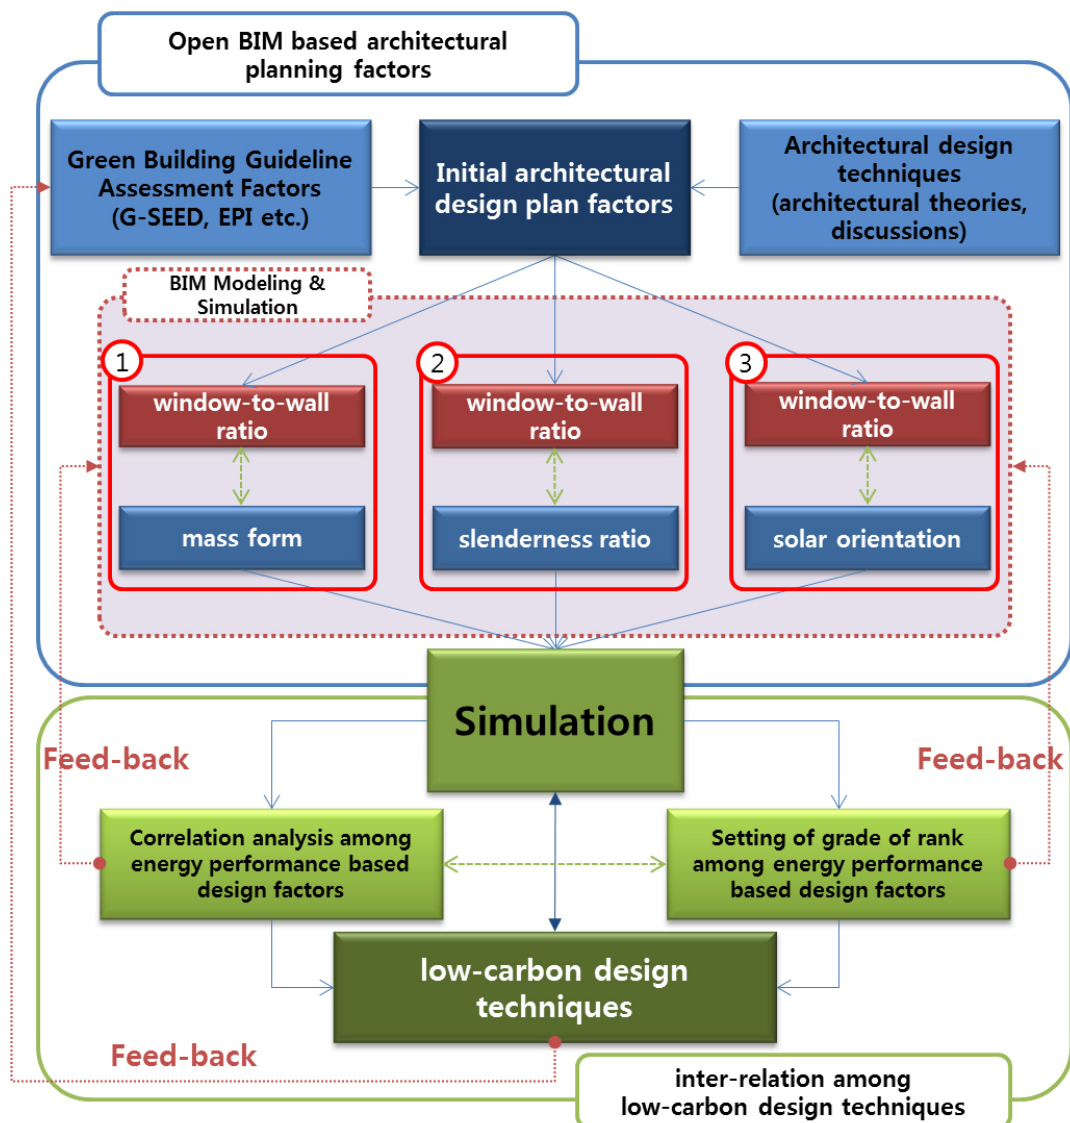 Open BIM based architectural
planning factors
Green Building Guideline
Assessment Factors
(G-SEED, EPI etc.)
Initial architectural
design plan factors
Architectural design
techniques
(architectural theories,
discussions)
BIM Modeling &
Simulation
1
window-to-wall
ratio
mass form
2
window-to-wall
ratio
slenderness ratio
3
window-to-wall
ratio
solar orientation
Simulation
Feed-back
Feed-back
Correlation analysis among
energy performance based
design factors
Setting of grade of rank
among energy performance
based design factors
low-carbon design
techniques
Feed-back
inter-relation among
low-carbon design techniques